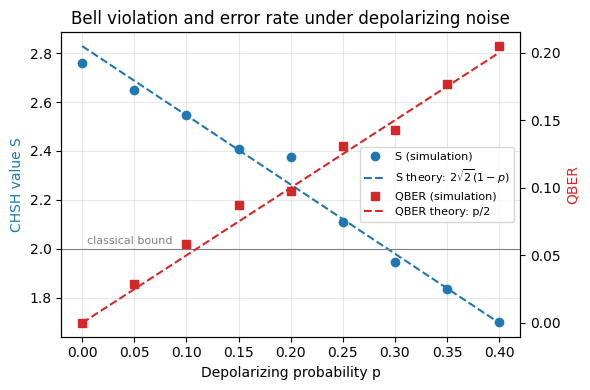 Bell violation and error rate under depolarizing noise
CHSH value S
2.8
2.6
2.4
2.2
2.0
1.8
classical bound
S (simulation)
S theory: 2√2(1 − p)
QBER (simulation)
QBER theory: p/2
0.20
0.15
0.10
0.05
0.00
QBER
0.00 0.05 0.10 0.15 0.20 0.25 0.30 0.35 0.40
Depolarizing probability p